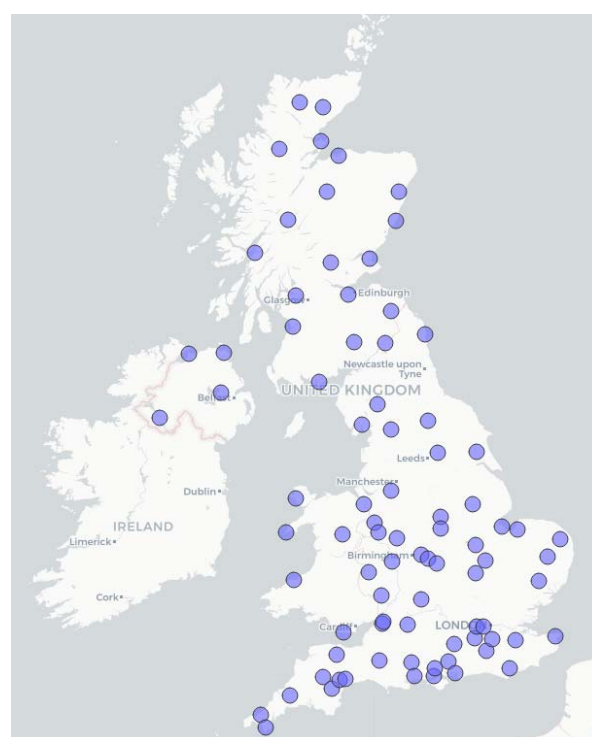 Glasgow
Edinburgh
Newcastle upon
Tyne
UNITED KINGDOM
Belfast
Leeds
Manchester
Dublin
IRELAND
Limerick
Birmingham
Cork
Cardiff
LONDON